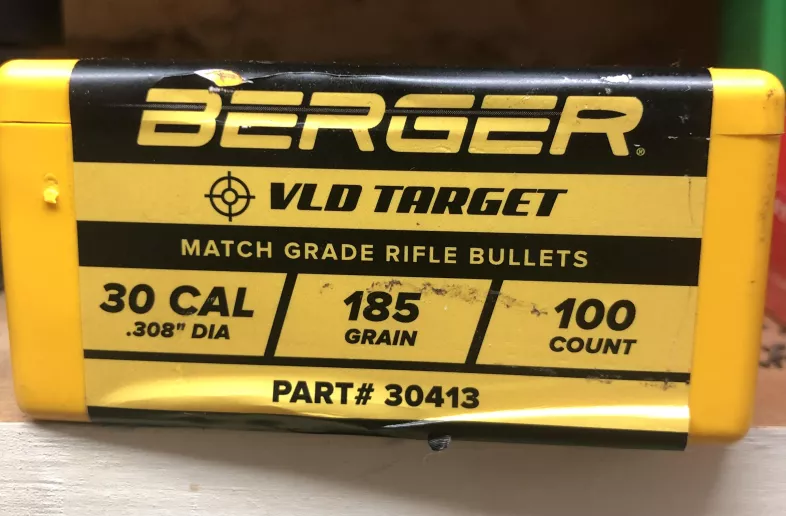 BERGER®
VLD TARGET
MATCH GRADE RIFLE BULLETS
30 CAL
.308" DIA
185
GRAIN
100
COUNT
PART# 30413